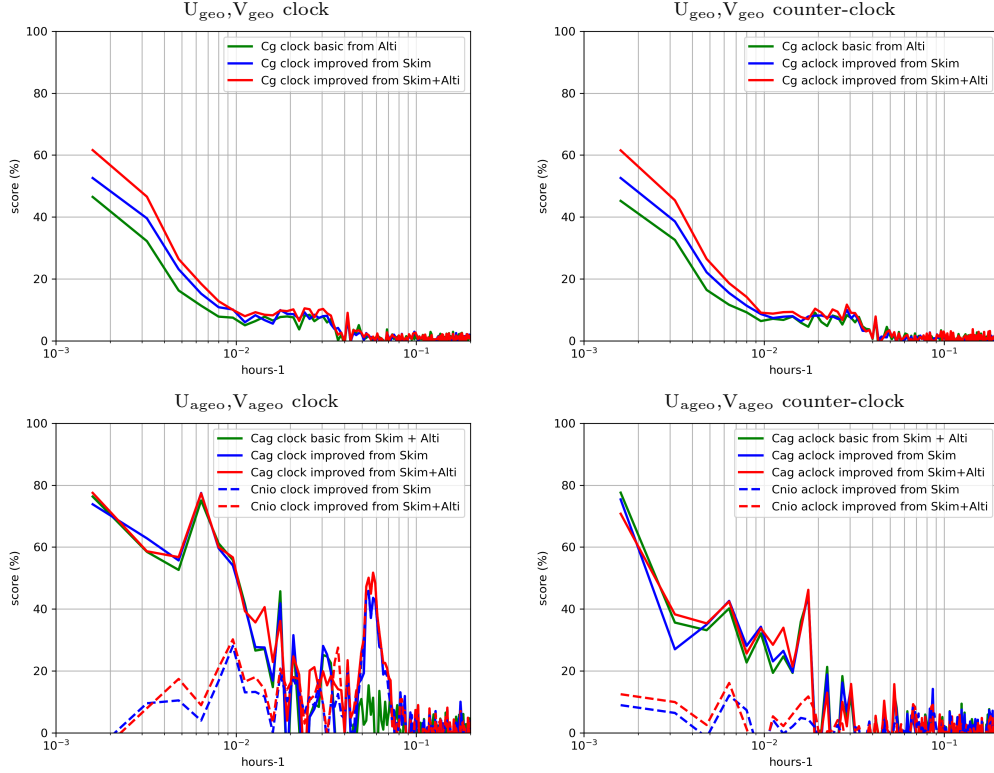 U_geo,V_geo clock
100
80
60
40
20
0
score (%)
Cg clock basic from Alti
Cg clock improved from Skim
Cg clock improved from Skim+Alti
10⁻³
10⁻²
10⁻¹
hours-1
U_geo,V_geo counter-clock
100
80
60
40
20
0
score (%)
Cg aclock basic from Alti
Cg aclock improved from Skim
Cg aclock improved from Skim+Alti
10⁻³
10⁻²
10⁻¹
hours-1
U_ageo,V_ageo clock
100
80
60
40
20
0
score (%)
Cag clock basic from Skim + Alti
Cag clock improved from Skim
Cag clock improved from Skim+Alti
Cnio clock improved from Skim
Cnio clock improved from Skim+Alti
10⁻³
10⁻²
10⁻¹
hours-1
U_ageo,V_ageo counter-clock
100
80
60
40
20
0
score (%)
Cag aclock basic from Skim + Alti
Cag aclock improved from Skim
Cag aclock improved from Skim+Alti
Cnio aclock improved from Skim
Cnio aclock improved from Skim+Alti
10⁻³
10⁻²
10⁻¹
hours-1